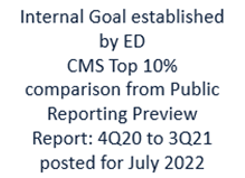 Internal Goal established
by ED
CMS Top 10%
comparison from Public
Reporting Preview
Report: 4Q20 to 3Q21
posted for July 2022